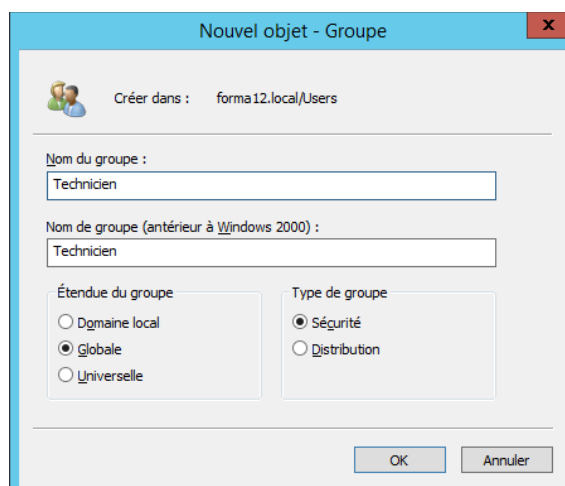 Nouvel objet - Groupe
x
Créer dans : forma12.local/Users
Nom du groupe :
Technicien
Nom de groupe (antérieur à Windows 2000) :
Technicien
Étendue du groupe
Domaine local
Globale
Universelle
Type de groupe
Sécurité
Distribution
OK
Annuler